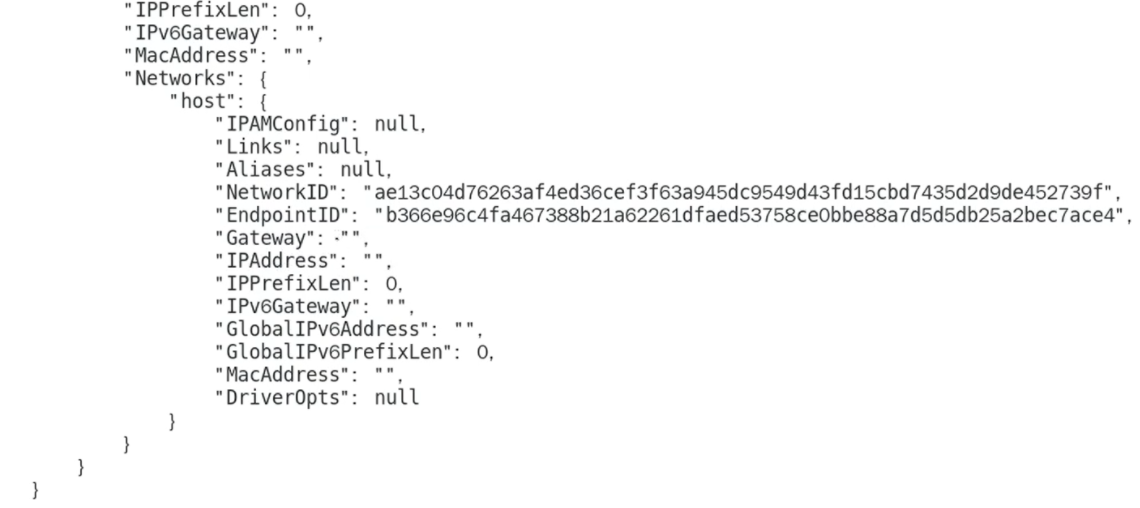 "IPPrefixLen": 0,
"IPv6Gateway": "",
"MacAddress": "",
"Networks": {
"host": {
"IPAMConfig": null,
"Links": null,
"Aliases": null,
"NetworkID": "ae13c04d76263af4ed36cef3f63a945dc9549d43fd15cbd7435d2d9de452739f",
"EndpointID": "b366e96c4fa467388b21a62261dfaed53758ce0bbe88a7d5d5db25a2bec7ace4",
"Gateway": "",
"IPAddress": "",
"IPPrefixLen": 0,
"IPv6Gateway": "",
"GlobalIPv6Address": "",
"GlobalIPv6PrefixLen": 0,
"MacAddress": "",
"DriverOpts": null
}
}
}
}